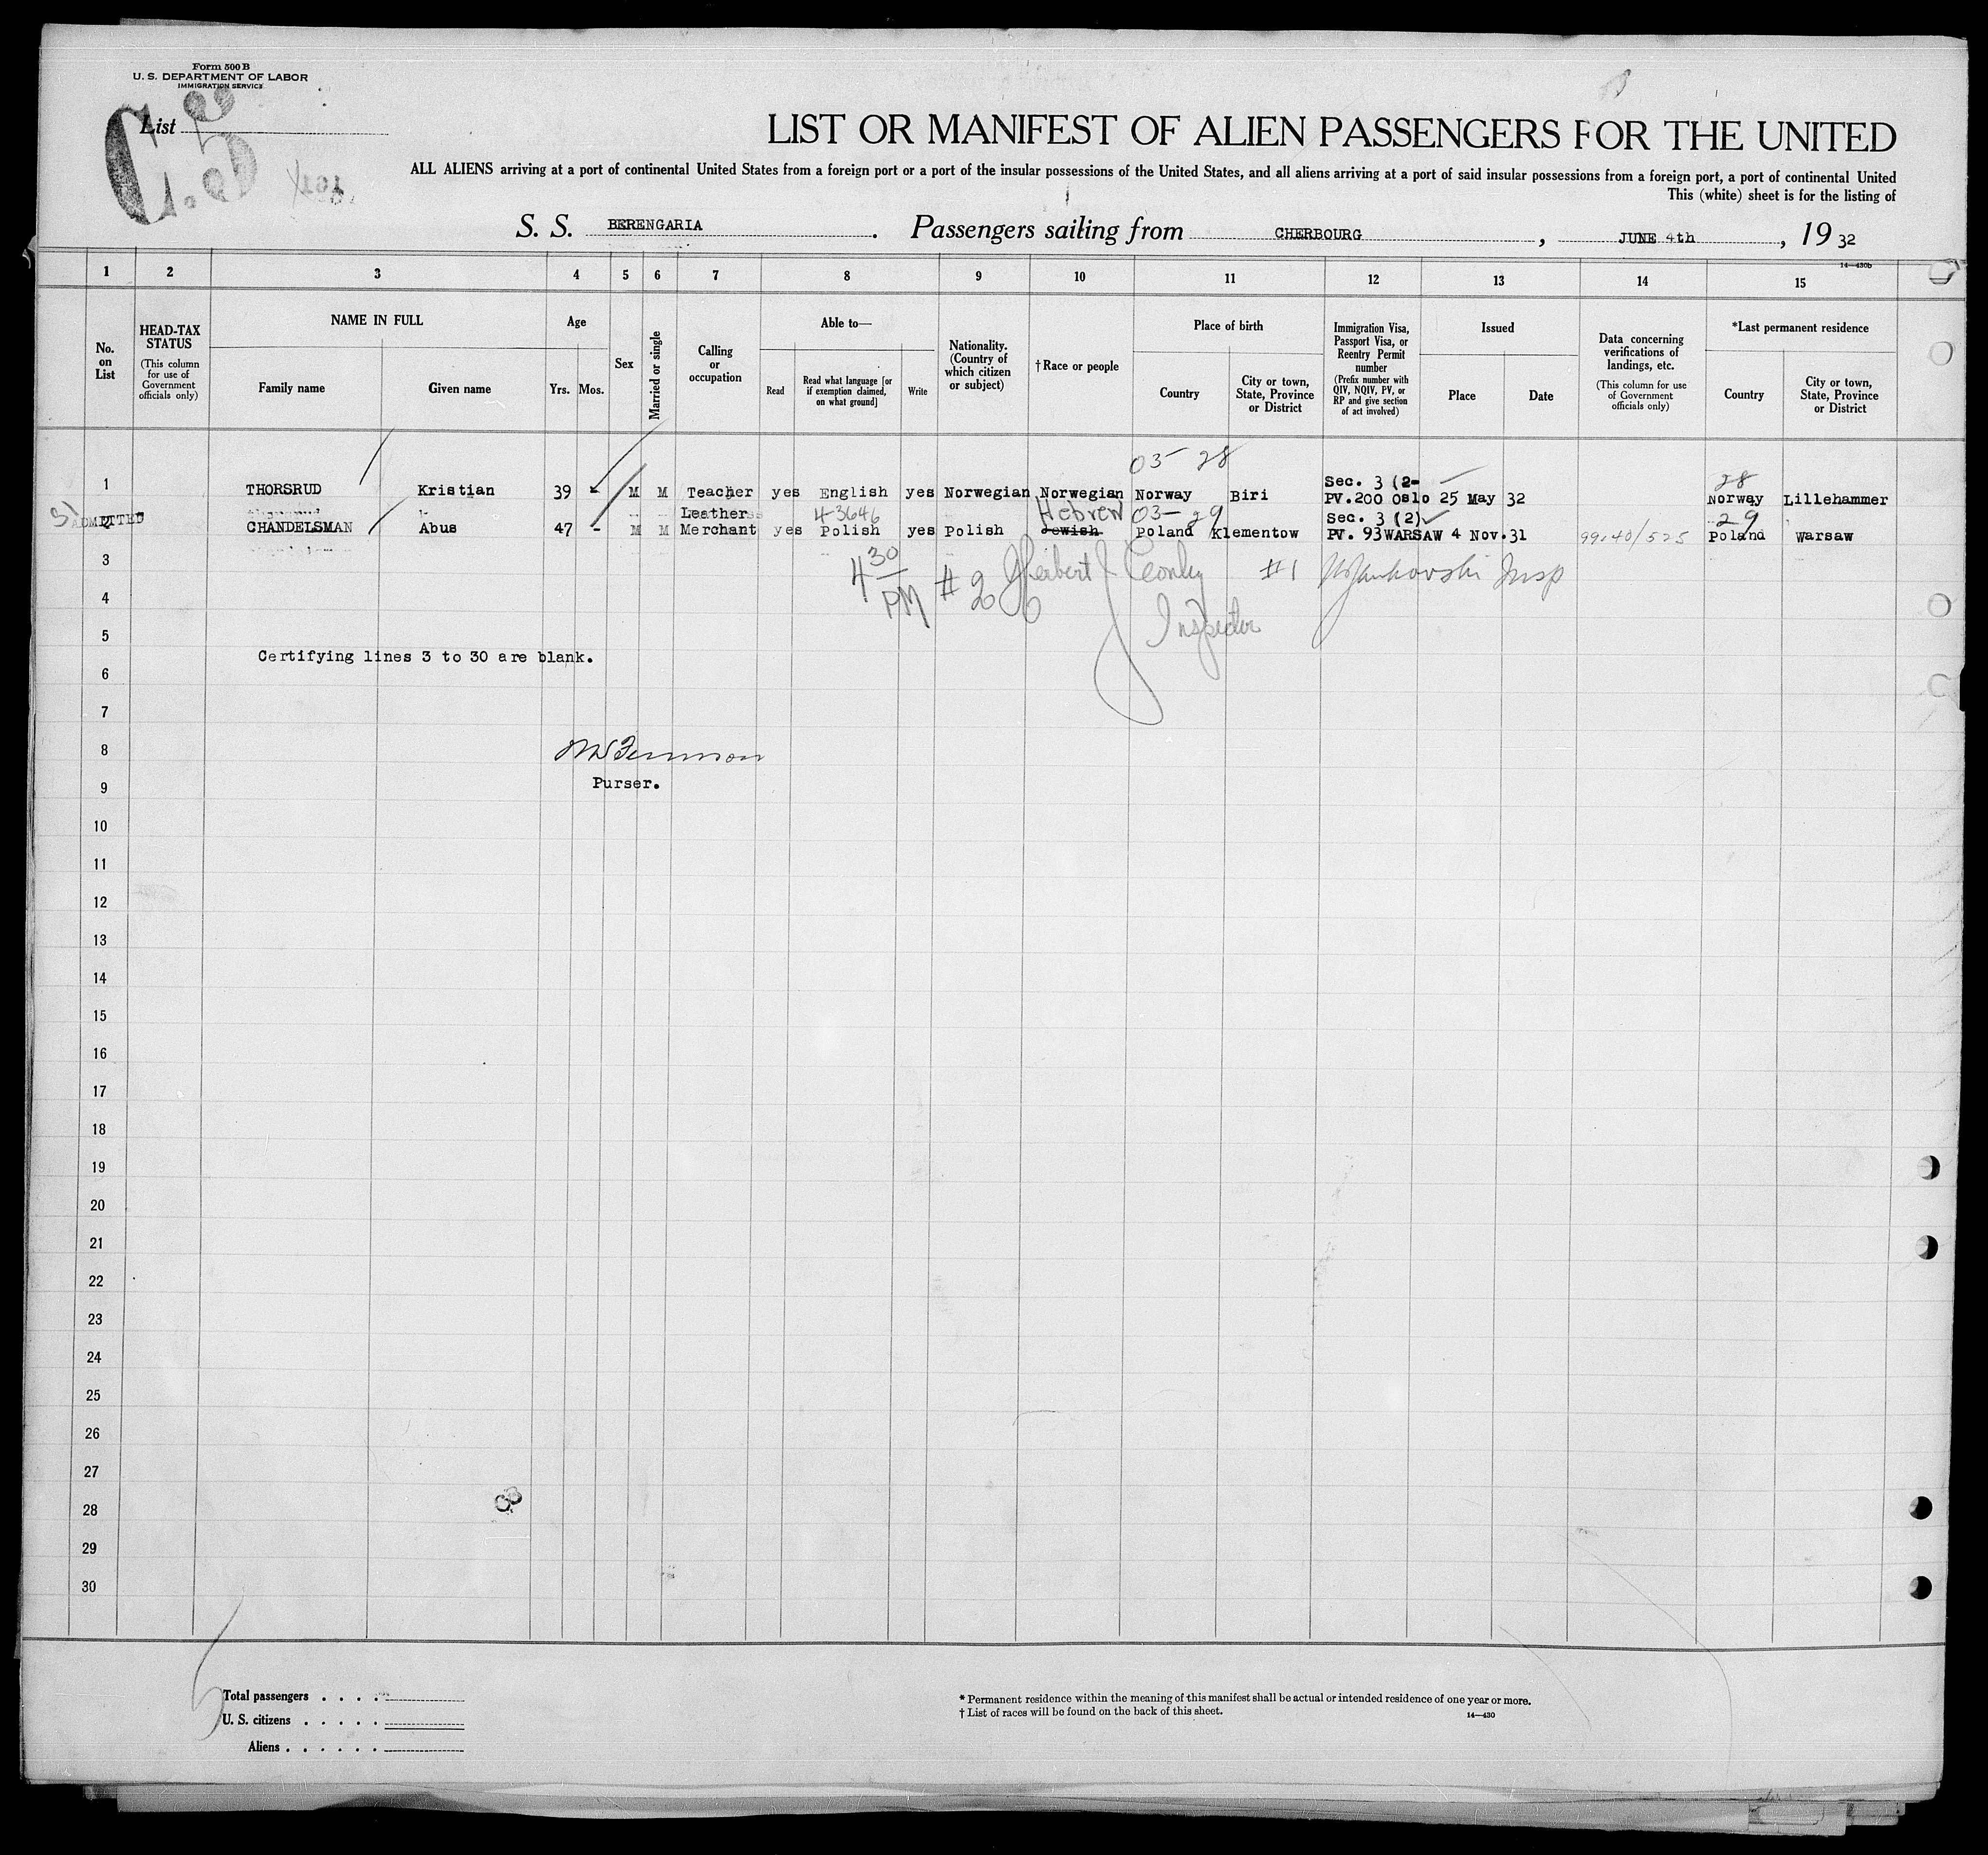 Form 500 B
U. S. DEPARTMENT OF LABOR
IMMIGRATION SERVICE
List
LIST OR MANIFEST OF ALIEN PASSENGERS FOR THE UNITED
ALL ALIENS arriving at a port of continental United States from a foreign port or a port of the insular possessions of the United States, and all aliens arriving at a port of said insular possessions from a foreign port, a port of continental United
This (white) sheet is for the listing of
S. S. BERENGARIA. Passengers sailing from CHERBOURG, JUNE 4th, 19 32
14—430b
1 2 3 4 5 6 7 8 9 10 11 12 13 14 15
No. on List
HEAD-TAX STATUS (This column for use of Government officials only)
NAME IN FULL
Family name Given name
Age
Yrs. Mos.
Sex
Married or single
Calling or occupation
Able to—
Read
Read what language [or if exemption claimed, on what ground]
Write
Nationality. (Country of which citizen or subject)
†Race or people
Place of birth
Country
City or town, State, Province or District
Immigration Visa, Passport Visa, or Reentry Permit number (Prefix number with QIV, NQIV, PV, or RP and give section of act involved)
Issued
Place Date
Data concerning verifications of landings, etc. (This column for use of Government officials only)
*Last permanent residence
Country
City or town, State, Province or District
03 - 28
Sec. 3 (2- 28
1 THORSRUD Kristian 39 - M M Teacher yes English yes Norwegian Norwegian Norway Biri PV.200 Oslo 25 May 32 Norway Lillehammer
Leather 4-3646 Hebrew 03- 29 Sec. 3 (2) 29
ADMITTED 2 CHANDELSMAN Abus 47 - M M Merchant yes Polish yes Polish Jewish Poland Klementow PV. 93 WARSAW 4 Nov.31 99.40/525 Poland Warsaw
3
4 30 PM #2 Herbert J Conley Inspector #1 Insp
4
5
Certifying lines 3 to 30 are blank.
6
7
8
9 Purser.
10
11
12
13
14
15
16
17
18
19
20
21
22
23
24
25
26
27
28
29
30
Total passengers . . . .
U. S. citizens . . . . .
Aliens . . . . . .
* Permanent residence within the meaning of this manifest shall be actual or intended residence of one year or more.
† List of races will be found on the back of this sheet.
14—430